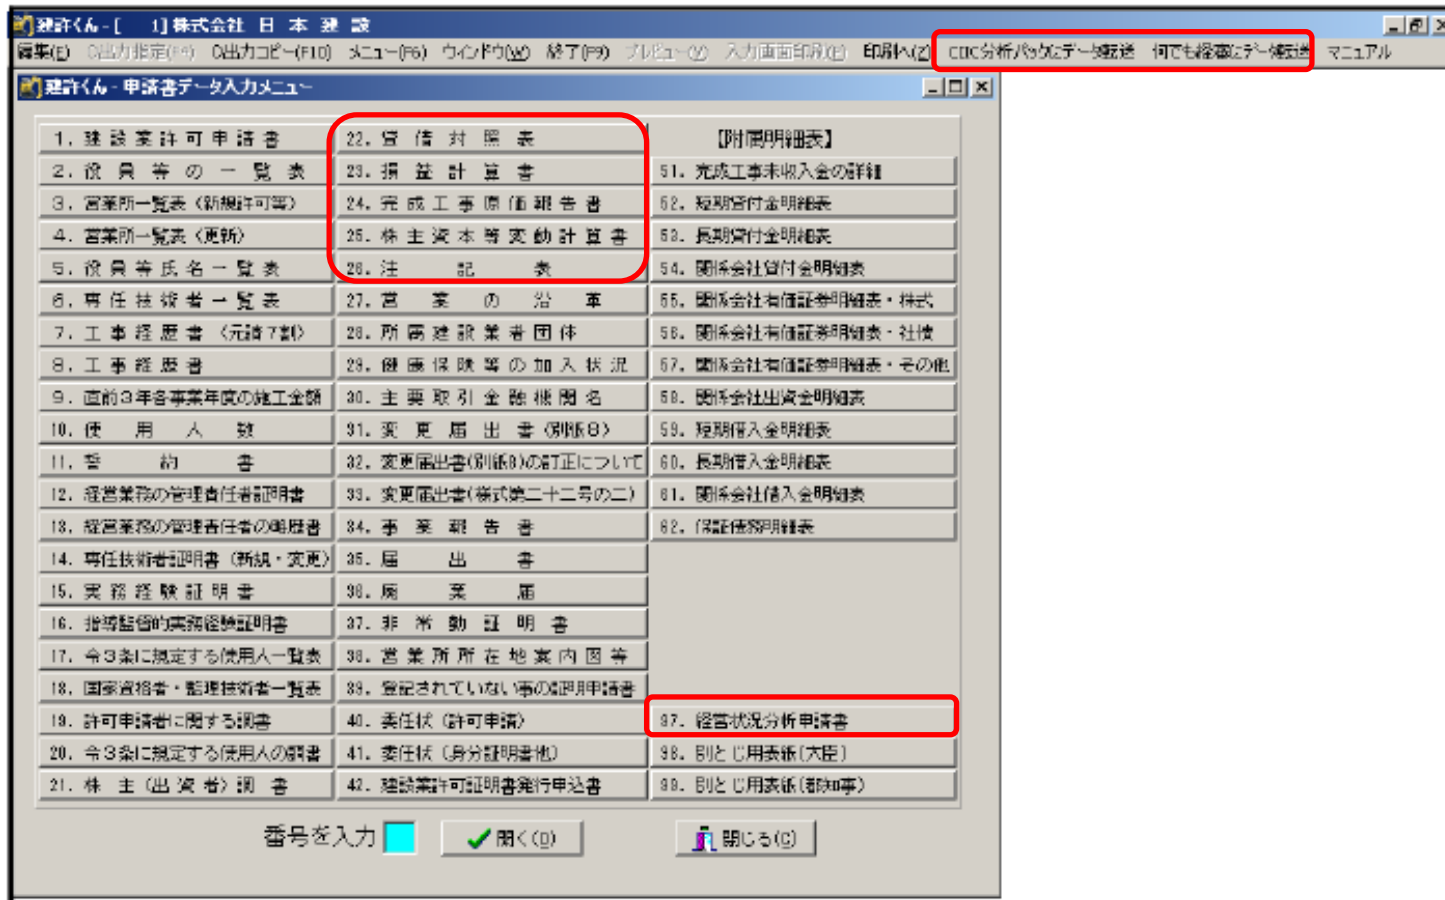 建許くん - [ 1] 株式会社 日 本 建 設
編集(E) O出力指定(F4) O出力コピー(F10) メニュー(F6) ウインドウ(W) 終了(F9) プレビュー(V) 入力画面印刷(E) 印刷へ(Z) CIIC分析パックにデータ転送 何でも経審にデータ転送 マニュアル
建許くん - 申請書データ入力メニュー
1. 建 設 業 許 可 申 請 書
2. 役 員 等 の 一 覧 表
3. 営業所一覧表 (新規許可等)
4. 営業所一覧表 (更新)
5. 役 員 等 氏 名 一 覧 表
6. 専 任 技 術 者 一 覧 表
7. 工 事 経 歴 書 (元請7割)
8. 工 事 経 歴 書
9. 直前3年各事業年度の施工金額
10. 使 用 人 数
11. 誓 約 書
12. 経営業務の管理責任者証明書
13. 経営業務の管理責任者の略歴書
14. 専任技術者証明書 (新規・変更)
15. 実 務 経 験 証 明 書
16. 指導監督的実務経験証明書
17. 令3条に規定する使用人一覧表
18. 国家資格者・監理技術者一覧表
19. 許可申請者に関する調書
20. 令3条に規定する使用人の調書
21. 株 主 (出 資 者) 調 書
22. 貸 借 対 照 表
23. 損 益 計 算 書
24. 完 成 工 事 原 価 報 告 書
25. 株 主 資 本 等 変 動 計 算 書
26. 注 記 表
27. 営 業 の 沿 革
28. 所 属 建 設 業 者 団 体
29. 健 康 保 険 等 の 加 入 状 況
30. 主 要 取 引 金 融 機 関 名
31. 変 更 届 出 書 (別紙8)
32. 変更届出書(別紙8)の訂正について
33. 変更届出書(様式第二十二号の二)
34. 事 業 報 告 書
35. 届 出 書
36. 廃 業 届
37. 非 常 勤 証 明 書
38. 営 業 所 所 在 地 案 内 図 等
39. 登記されていない事の証明申請書
40. 委任状 (許可申請)
41. 委任状 (身分証明書他)
42. 建設業許可証明書発行申込書
【附属明細表】
51. 完成工事未収入金の詳細
52. 短期貸付金明細表
53. 長期貸付金明細表
54. 関係会社貸付金明細表
55. 関係会社有価証券明細表・株式
56. 関係会社有価証券明細表・社債
57. 関係会社有価証券明細表・その他
58. 関係会社出資金明細表
59. 短期借入金明細表
60. 長期借入金明細表
61. 関係会社借入金明細表
62. 保証債務明細表
97. 経営状況分析申請書
98. 別とじ用表紙(大臣)
99. 別とじ用表紙(都知事)
番号を入力 開く(O) 閉じる(C)